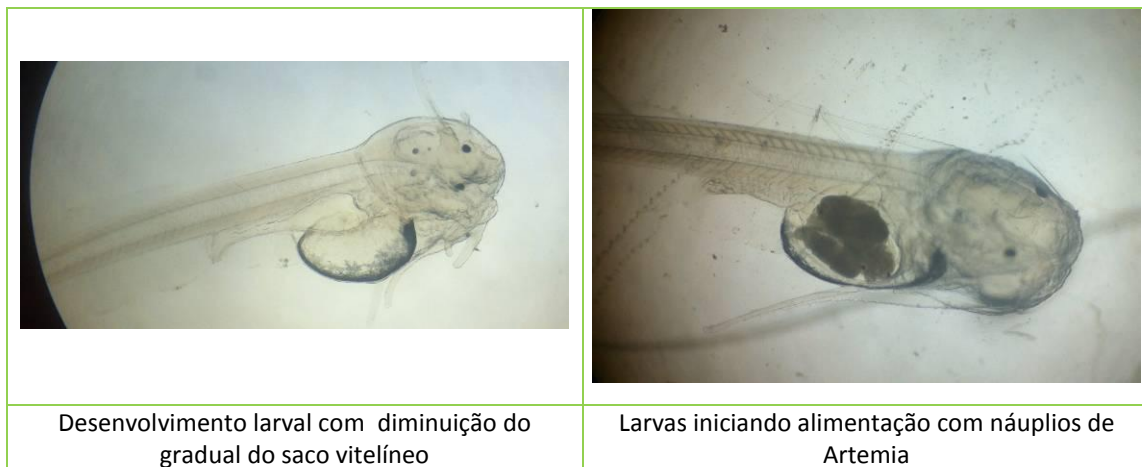 Desenvolvimento larval com diminuição do
gradual do saco vitelíneo
Larvas iniciando alimentação com náuplios de
Artemia